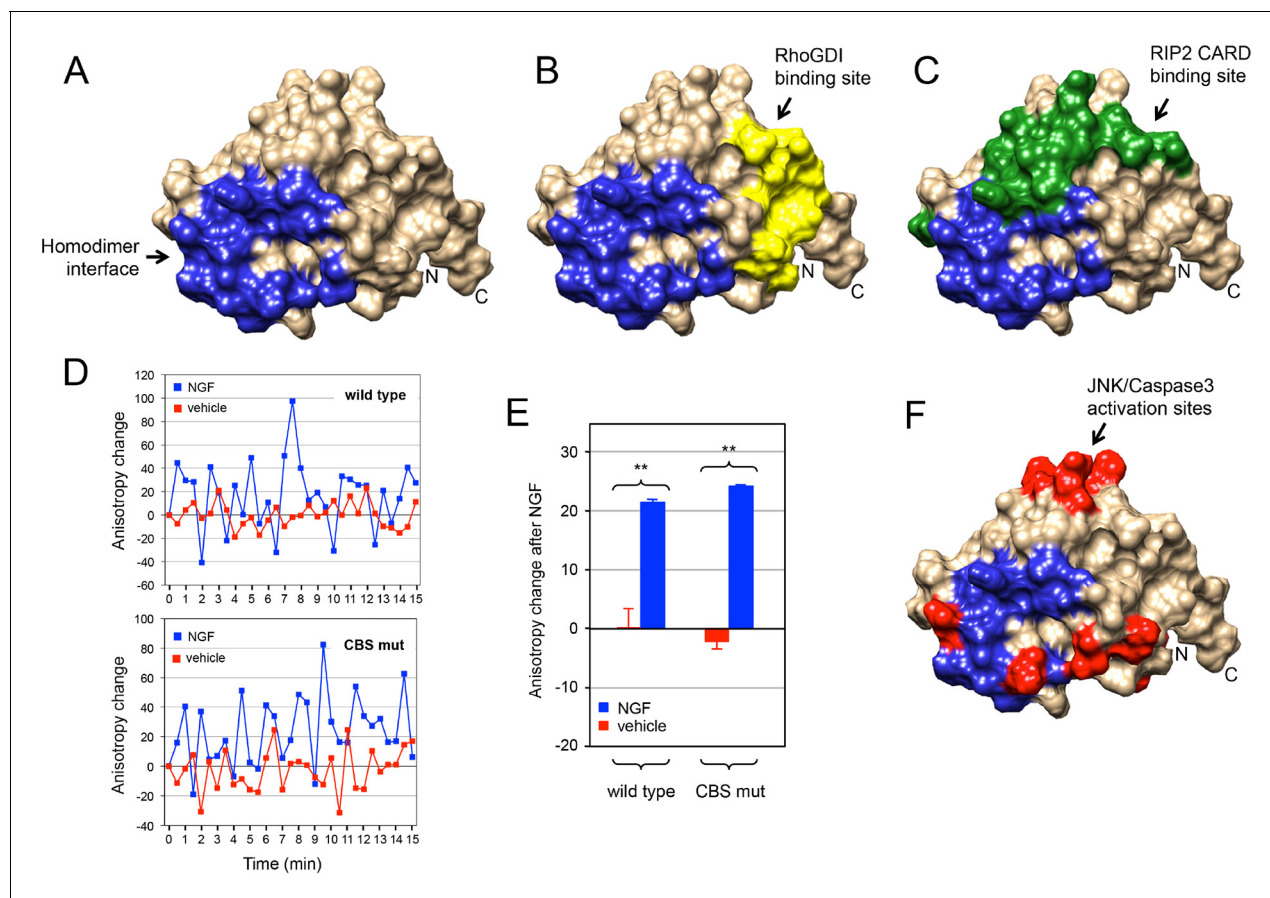 A
Homodimer
interface
N
C
B
RhoGDI
binding site
N
C
C
RIP2 CARD
binding site
N
C
D
Anisotropy change
120
100
80
60
40
20
0
-20
-40
-60
NGF
vehicle
wild type
0 1 2 3 4 5 6 7 8 9 10 11 12 13 14 15
Anisotropy change
100
80
60
40
20
0
-20
-40
NGF
vehicle
CBS mut
0 1 2 3 4 5 6 7 8 9 10 11 12 13 14 15
Time (min)
E
Anisotropy change after NGF
30
20
10
0
-10
-20
**
**
NGF
vehicle
wild type
CBS mut
F
JNK/Caspase3
activation sites
N
C